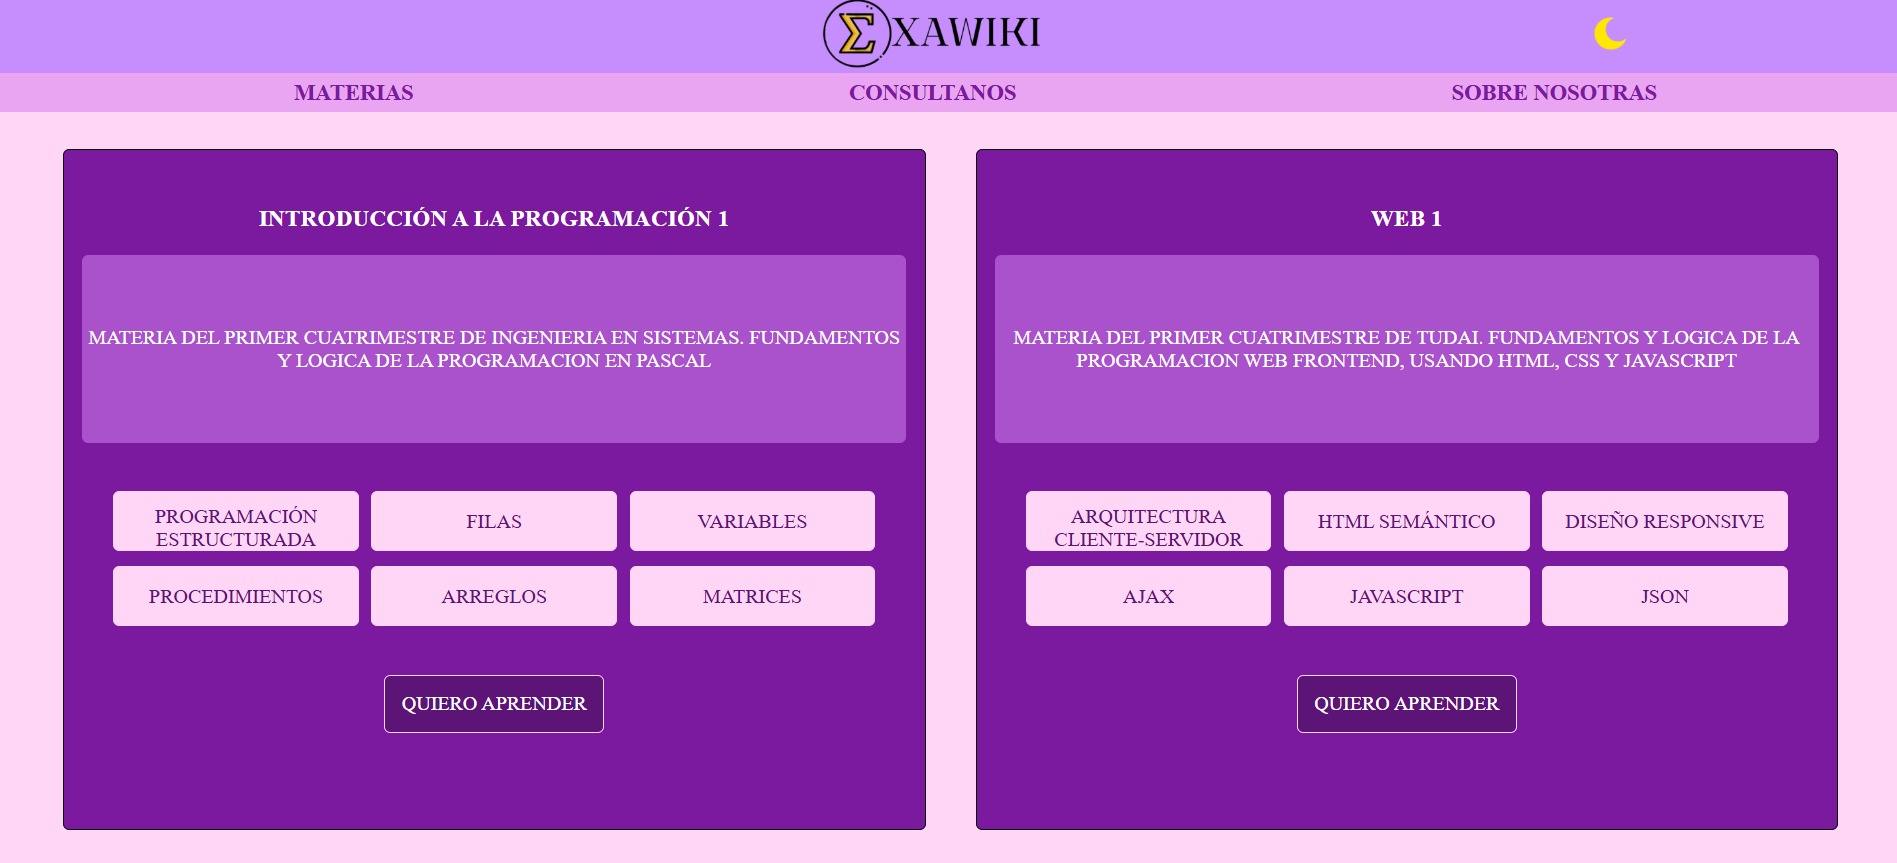 ΣXAWIKI
MATERIAS
CONSULTANOS
SOBRE NOSOTRAS
INTRODUCCIÓN A LA PROGRAMACIÓN 1
MATERIA DEL PRIMER CUATRIMESTRE DE INGENIERIA EN SISTEMAS. FUNDAMENTOS
Y LOGICA DE LA PROGRAMACION EN PASCAL
PROGRAMACIÓN
ESTRUCTURADA
FILAS
VARIABLES
PROCEDIMIENTOS
ARREGLOS
MATRICES
QUIERO APRENDER
WEB 1
MATERIA DEL PRIMER CUATRIMESTRE DE TUDAI. FUNDAMENTOS Y LOGICA DE LA
PROGRAMACION WEB FRONTEND, USANDO HTML, CSS Y JAVASCRIPT
ARQUITECTURA
CLIENTE-SERVIDOR
HTML SEMÁNTICO
DISEÑO RESPONSIVE
AJAX
JAVASCRIPT
JSON
QUIERO APRENDER